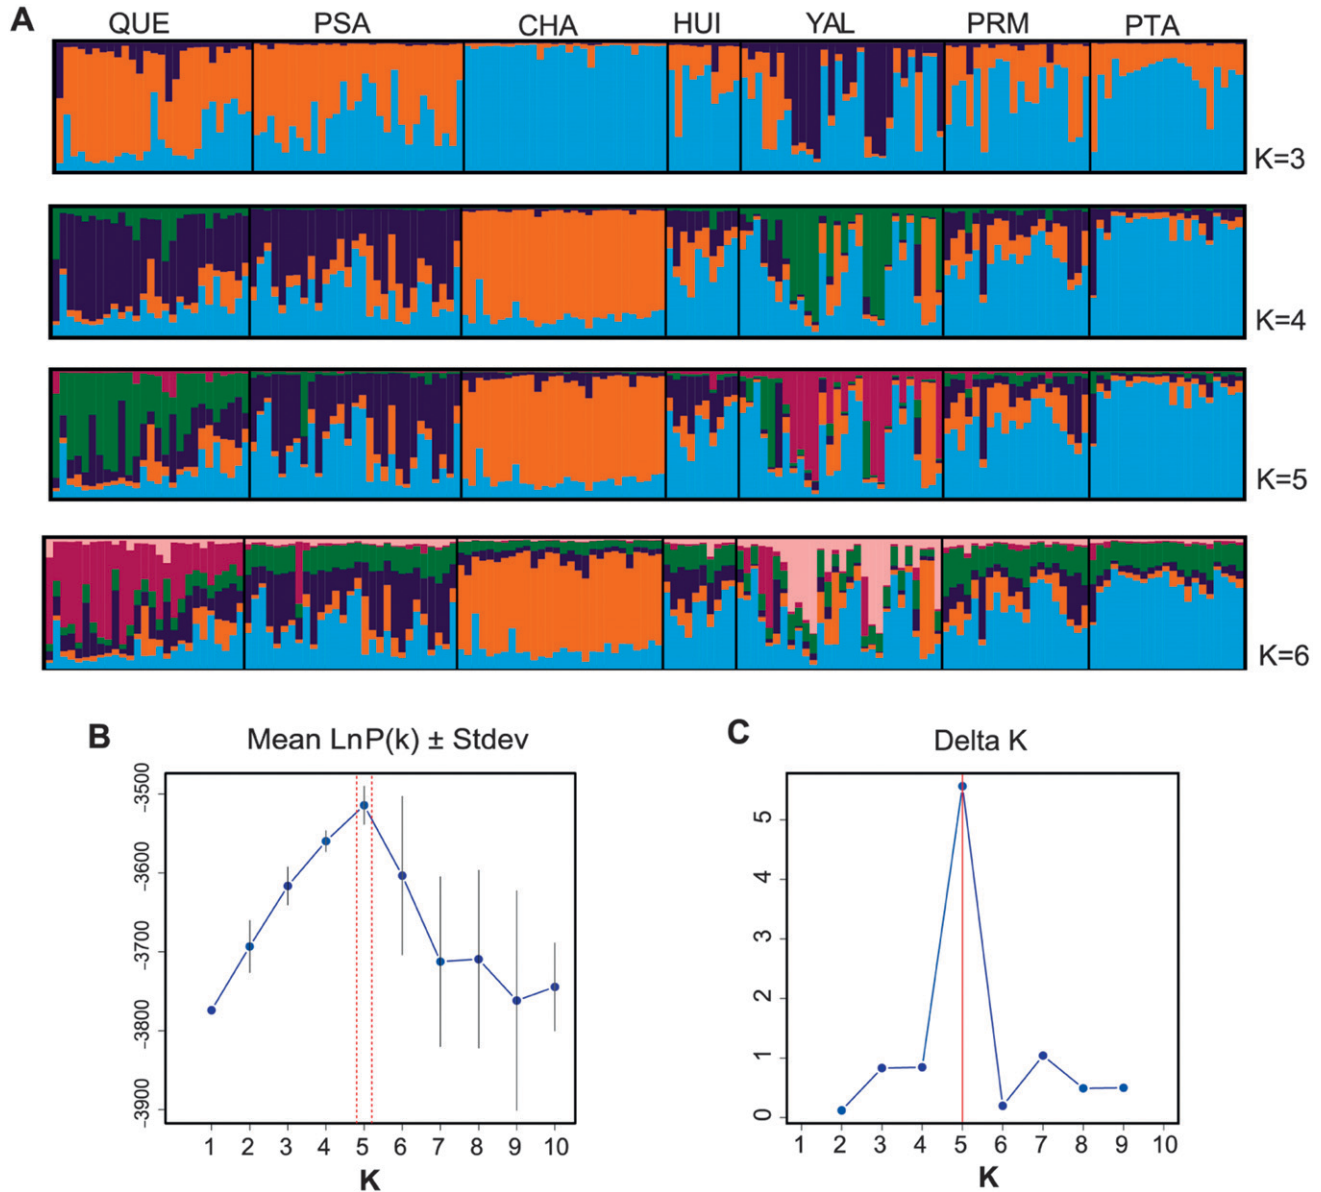 A
QUE PSA CHA HUI YAL PRM PTA
K=3
K=4
K=5
K=6
B
Mean LnP(k) ± Stdev
-3500
-3600
-3700
-3800
-3900
1 2 3 4 5 6 7 8 9 10
K
C
Delta K
5
4
3
2
1
0
1 2 3 4 5 6 7 8 9 10
K